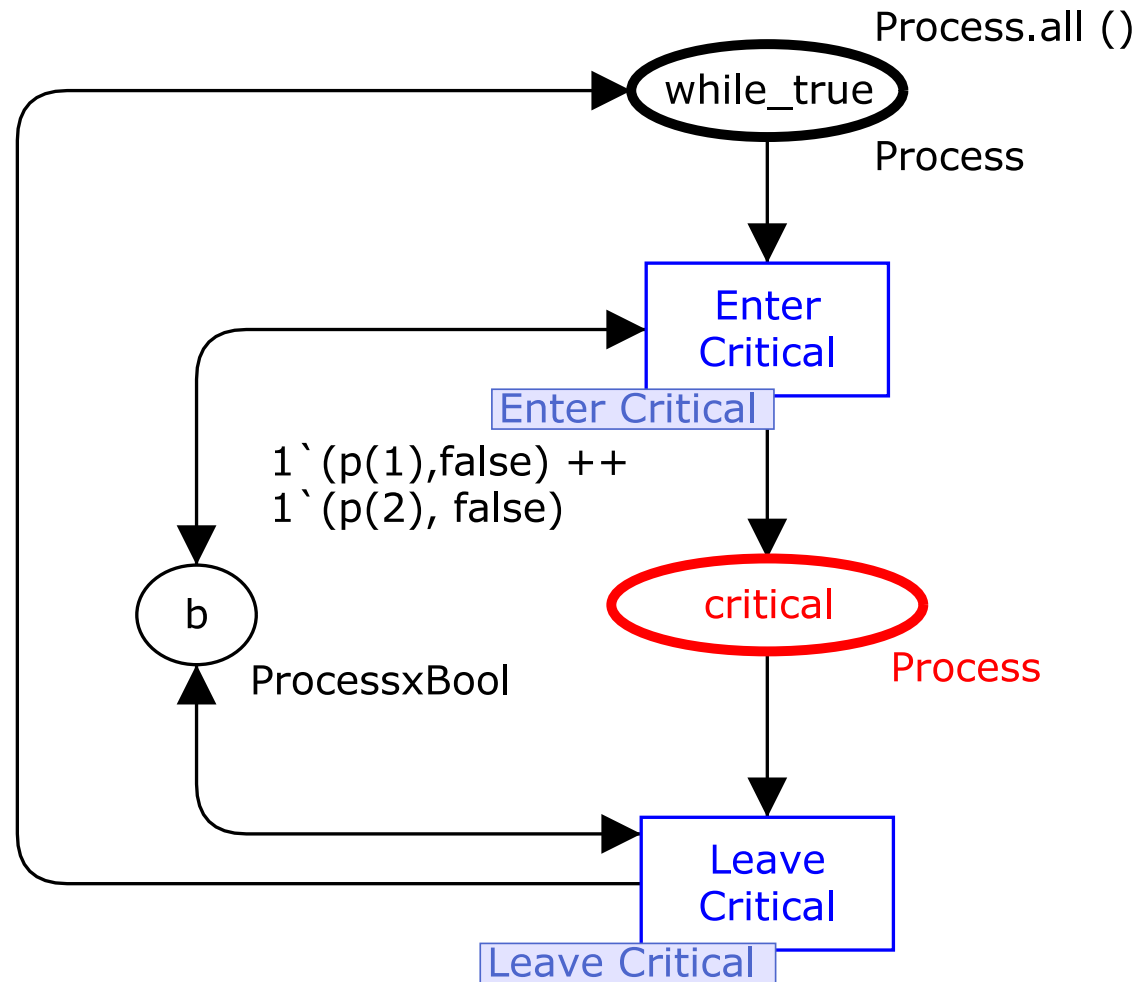 Process.all ()
while_true
Process
Enter
Critical
Enter Critical
1`(p(1),false) ++
1`(p(2), false)
critical
b
Process
ProcessxBool
Leave
Critical
Leave Critical